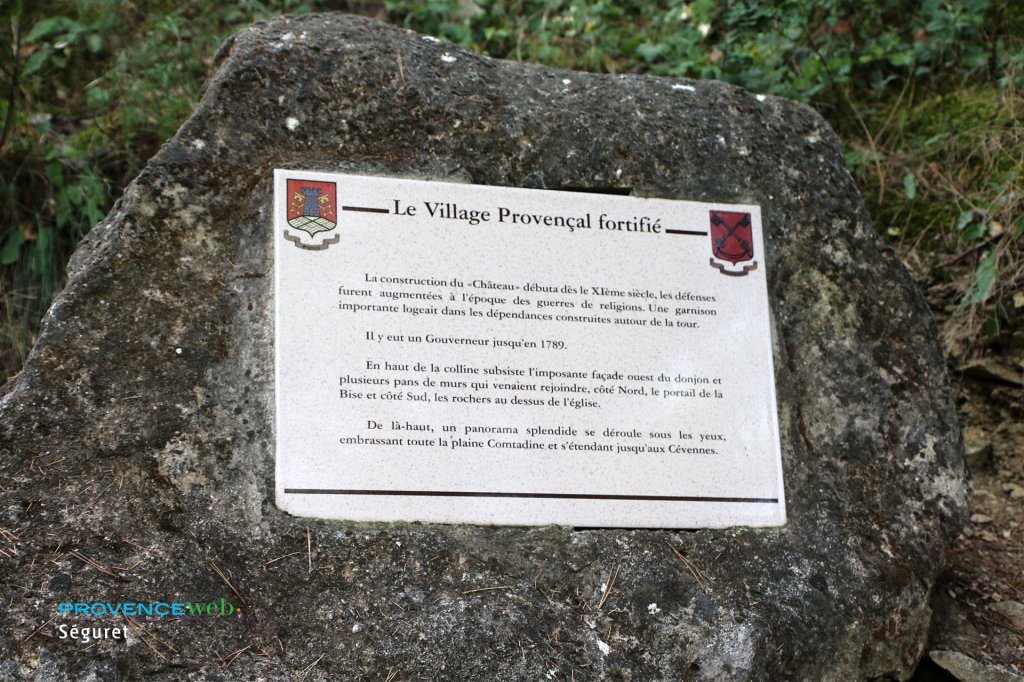 Le Village Provençal fortifié
La construction du «Château» débuta dès le XIème siècle, les défenses
furent augmentées à l'époque des guerres de religions. Une garnison
importante logeait dans les dépendances construites autour de la tour.
Il y eut un Gouverneur jusqu'en 1789.
En haut de la colline subsiste l'imposante façade ouest du donjon et
plusieurs pans de murs qui venaient rejoindre, côté Nord, le portail de la
Bise et côté Sud, les rochers au dessus de l'église.
De là-haut, un panorama splendide se déroule sous les yeux,
embrassant toute la plaine Comtadine et s'étendant jusqu'aux Cévennes.
PROVENCEweb
Séguret